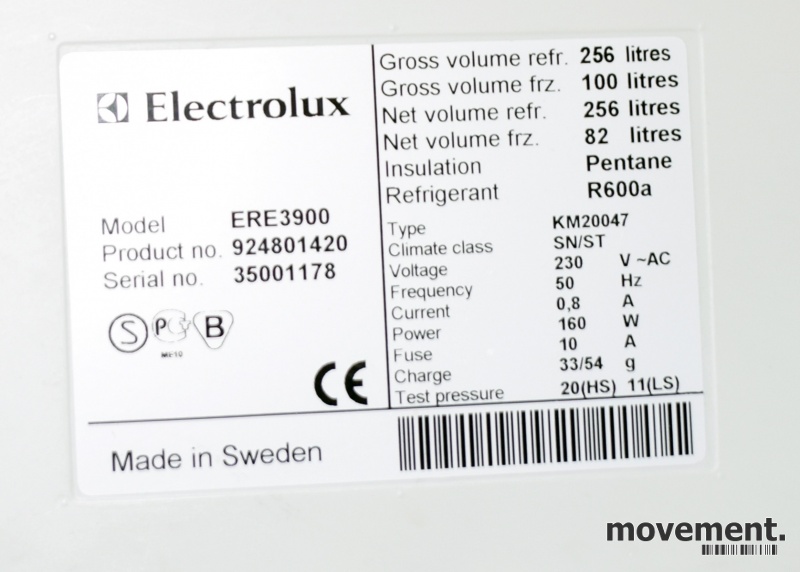 Electrolux
Model ERE3900
Product no. 924801420
Serial no. 35001178
S PC B
CE
Gross volume refr. 256 litres
Gross volume frz. 100 litres
Net volume refr. 256 litres
Net volume frz. 82 litres
Insulation Pentane
Refrigerant R600a
Type KM20047
Climate class SN/ST
Voltage 230 V ~AC
Frequency 50 Hz
Current 0,8 A
Power 160 W
Fuse 10 A
Charge 33/54 g
Test pressure 20(HS) 11(LS)
Made in Sweden
movement.